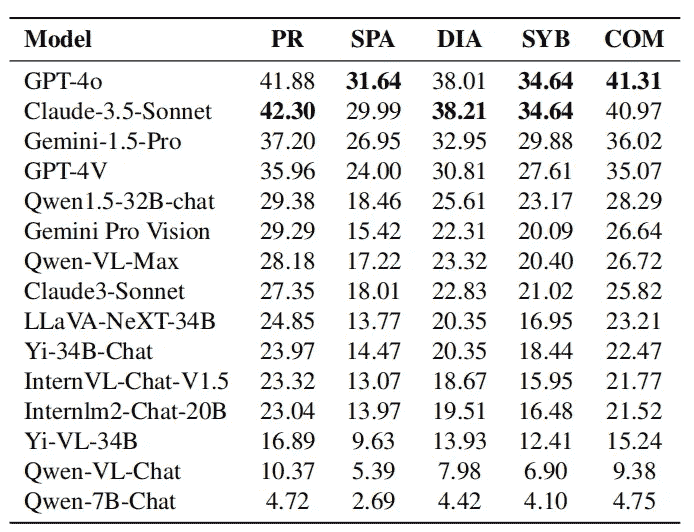 Model PR SPA DIA SYB COM
GPT-4o 41.88 31.64 38.01 34.64 41.31
Claude-3.5-Sonnet 42.30 29.99 38.21 34.64 40.97
Gemini-1.5-Pro 37.20 26.95 32.95 29.88 36.02
GPT-4V 35.96 24.00 30.81 27.61 35.07
Qwen1.5-32B-chat 29.38 18.46 25.61 23.17 28.29
Gemini Pro Vision 29.29 15.42 22.31 20.09 26.64
Qwen-VL-Max 28.18 17.22 23.32 20.40 26.72
Claude3-Sonnet 27.35 18.01 22.83 21.02 25.82
LLaVA-NeXT-34B 24.85 13.77 20.35 16.95 23.21
Yi-34B-Chat 23.97 14.47 20.35 18.44 22.47
InternVL-Chat-V1.5 23.32 13.07 18.67 15.95 21.77
Internlm2-Chat-20B 23.04 13.97 19.51 16.48 21.52
Yi-VL-34B 16.89 9.63 13.93 12.41 15.24
Qwen-VL-Chat 10.37 5.39 7.98 6.90 9.38
Qwen-7B-Chat 4.72 2.69 4.42 4.10 4.75